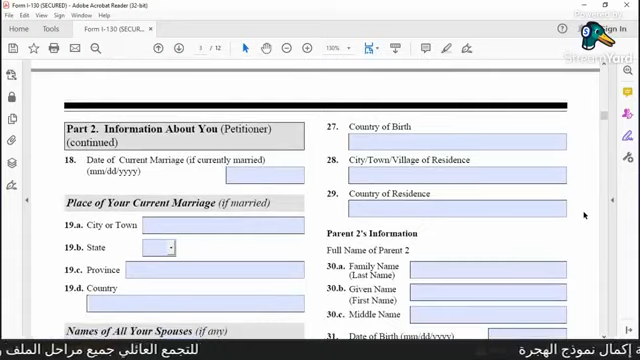 Form I-130 (SECURED) - Adobe Acrobat Reader (32-bit)
File Edit View Sign Window Help
Powered by
StreamYard
Home Tools Form I-130 (SECUR... × Sign In
3 / 12 130%
Part 2. Information About You (Petitioner)
(continued)
18. Date of Current Marriage (if currently married)
(mm/dd/yyyy)
Place of Your Current Marriage (if married)
19.a. City or Town
19.b. State
19.c. Province
19.d. Country
Names of All Your Spouses (if any)
27. Country of Birth
28. City/Town/Village of Residence
29. Country of Residence
Parent 2's Information
Full Name of Parent 2
30.a. Family Name
(Last Name)
30.b. Given Name
(First Name)
30.c. Middle Name
31. Date of Birth (mm/dd/yyyy)
إكمال نموذج الهجرة
للتجمع العائلي جميع مراحل الملف